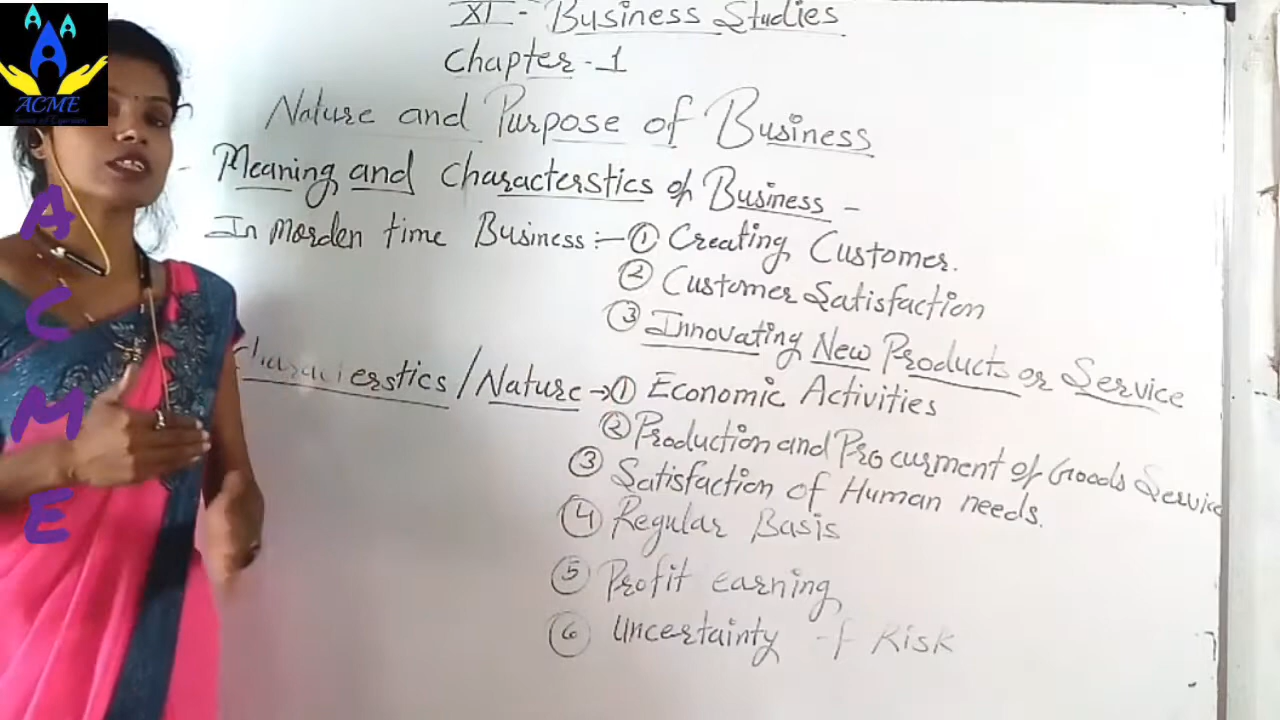 XI - Business Studies
Chapter - 1
Nature and Purpose of Business
Meaning and Characterstics of Business -
In Morden time Business :- ① Creating Customer.
② Customer Satisfaction
③ Innovating New Products or Service
Characterstics / Nature → ① Economic Activities
② Production and Procurment of Goods Service
③ Satisfaction of Human needs.
④ Regular Basis
⑤ Profit earning
⑥ Uncertainty of Risk
ACME
A
C
M
E